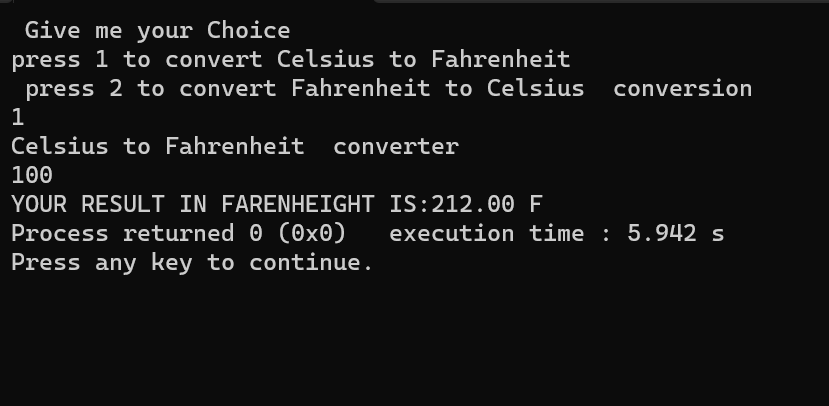 Give me your Choice
press 1 to convert Celsius to Fahrenheit
press 2 to convert Fahrenheit to Celsius  conversion
1
Celsius to Fahrenheit  converter
100
YOUR RESULT IN FARENHEIGHT IS:212.00 F
Process returned 0 (0x0)   execution time : 5.942 s
Press any key to continue.